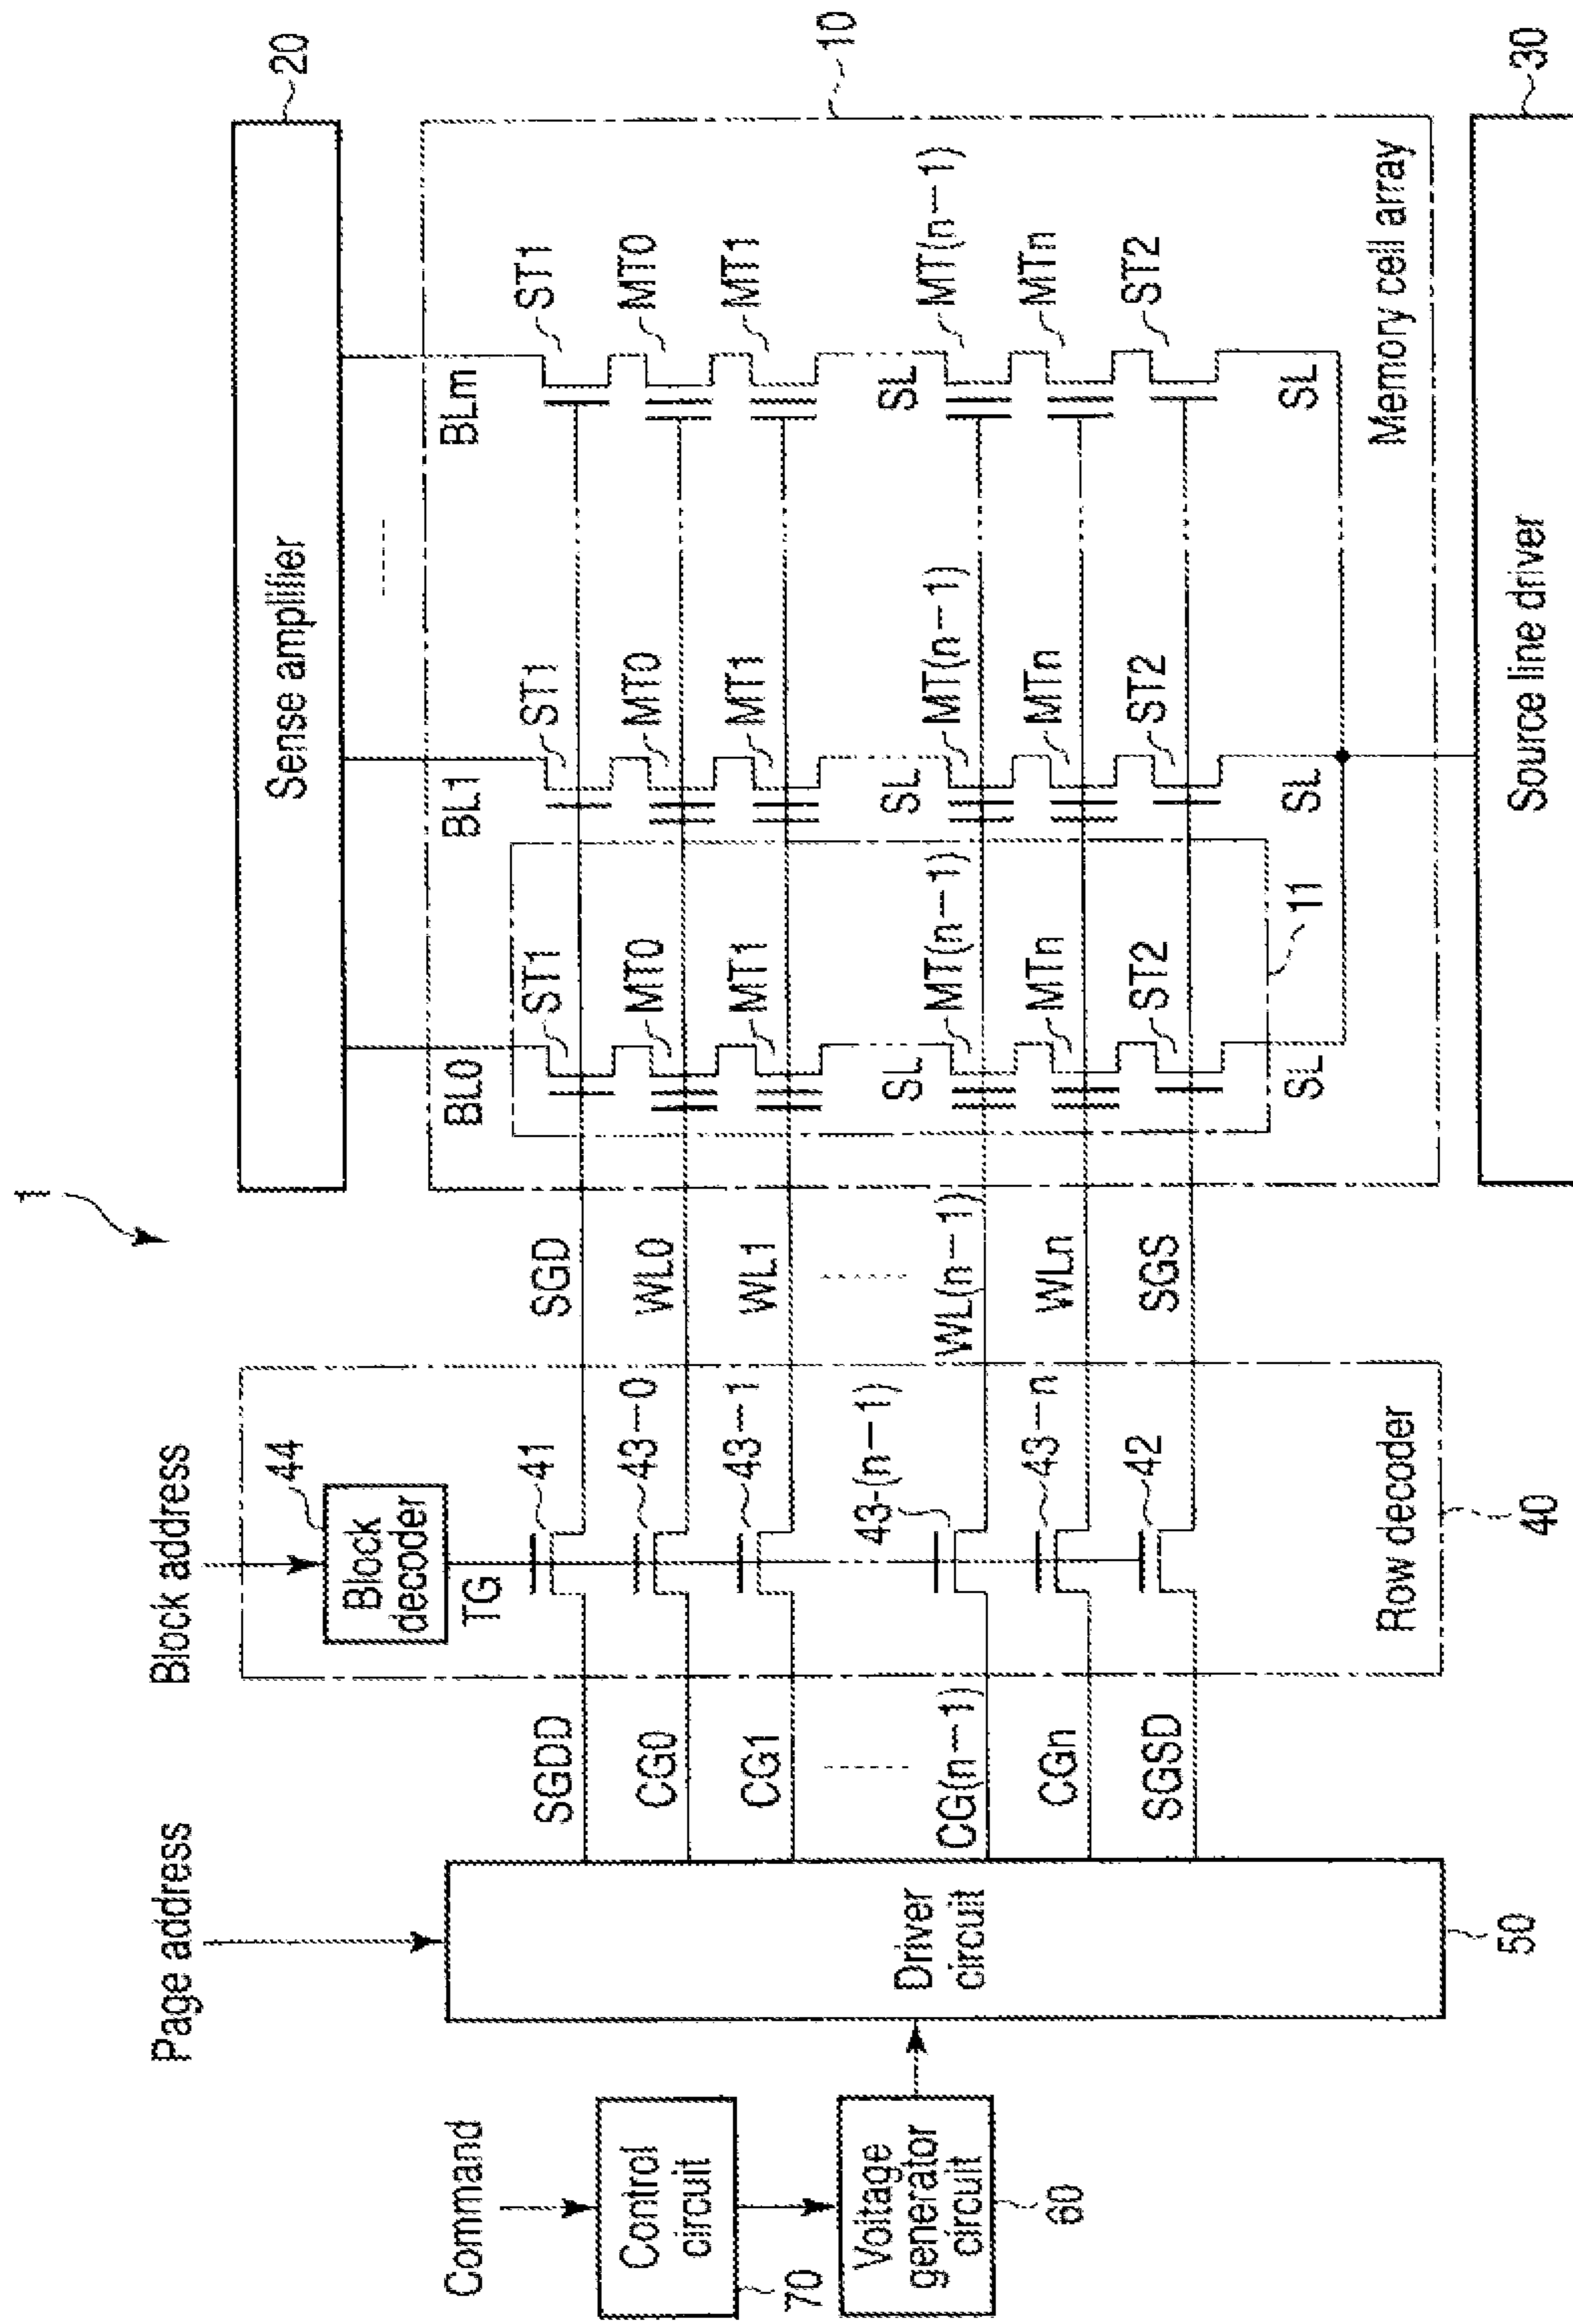 1
Command
Control
circuit
70
Voltage
generator
circuit
60
Page address
Driver
circuit
50
SGDD
CG0
CG1
CG(n−1)
CGn
SGSD
Block address
44
Block
decoder
TG
41
43−0
43−1
43-(n−1)
43−n
42
Row decoder
40
SGD
WL0
WL1
WL(n−1)
WLn
SGS
Sense amplifier
20
BL0
BL1
BLm
ST1
ST1
ST1
MT0
MT0
MT0
MT1
MT1
MT1
SL
SL
SL
MT(n−1)
MT(n−1)
MT(n−1)
MTn
MTn
MTn
ST2
ST2
ST2
11
SL
SL
SL
Memory cell array
10
Source line driver
30